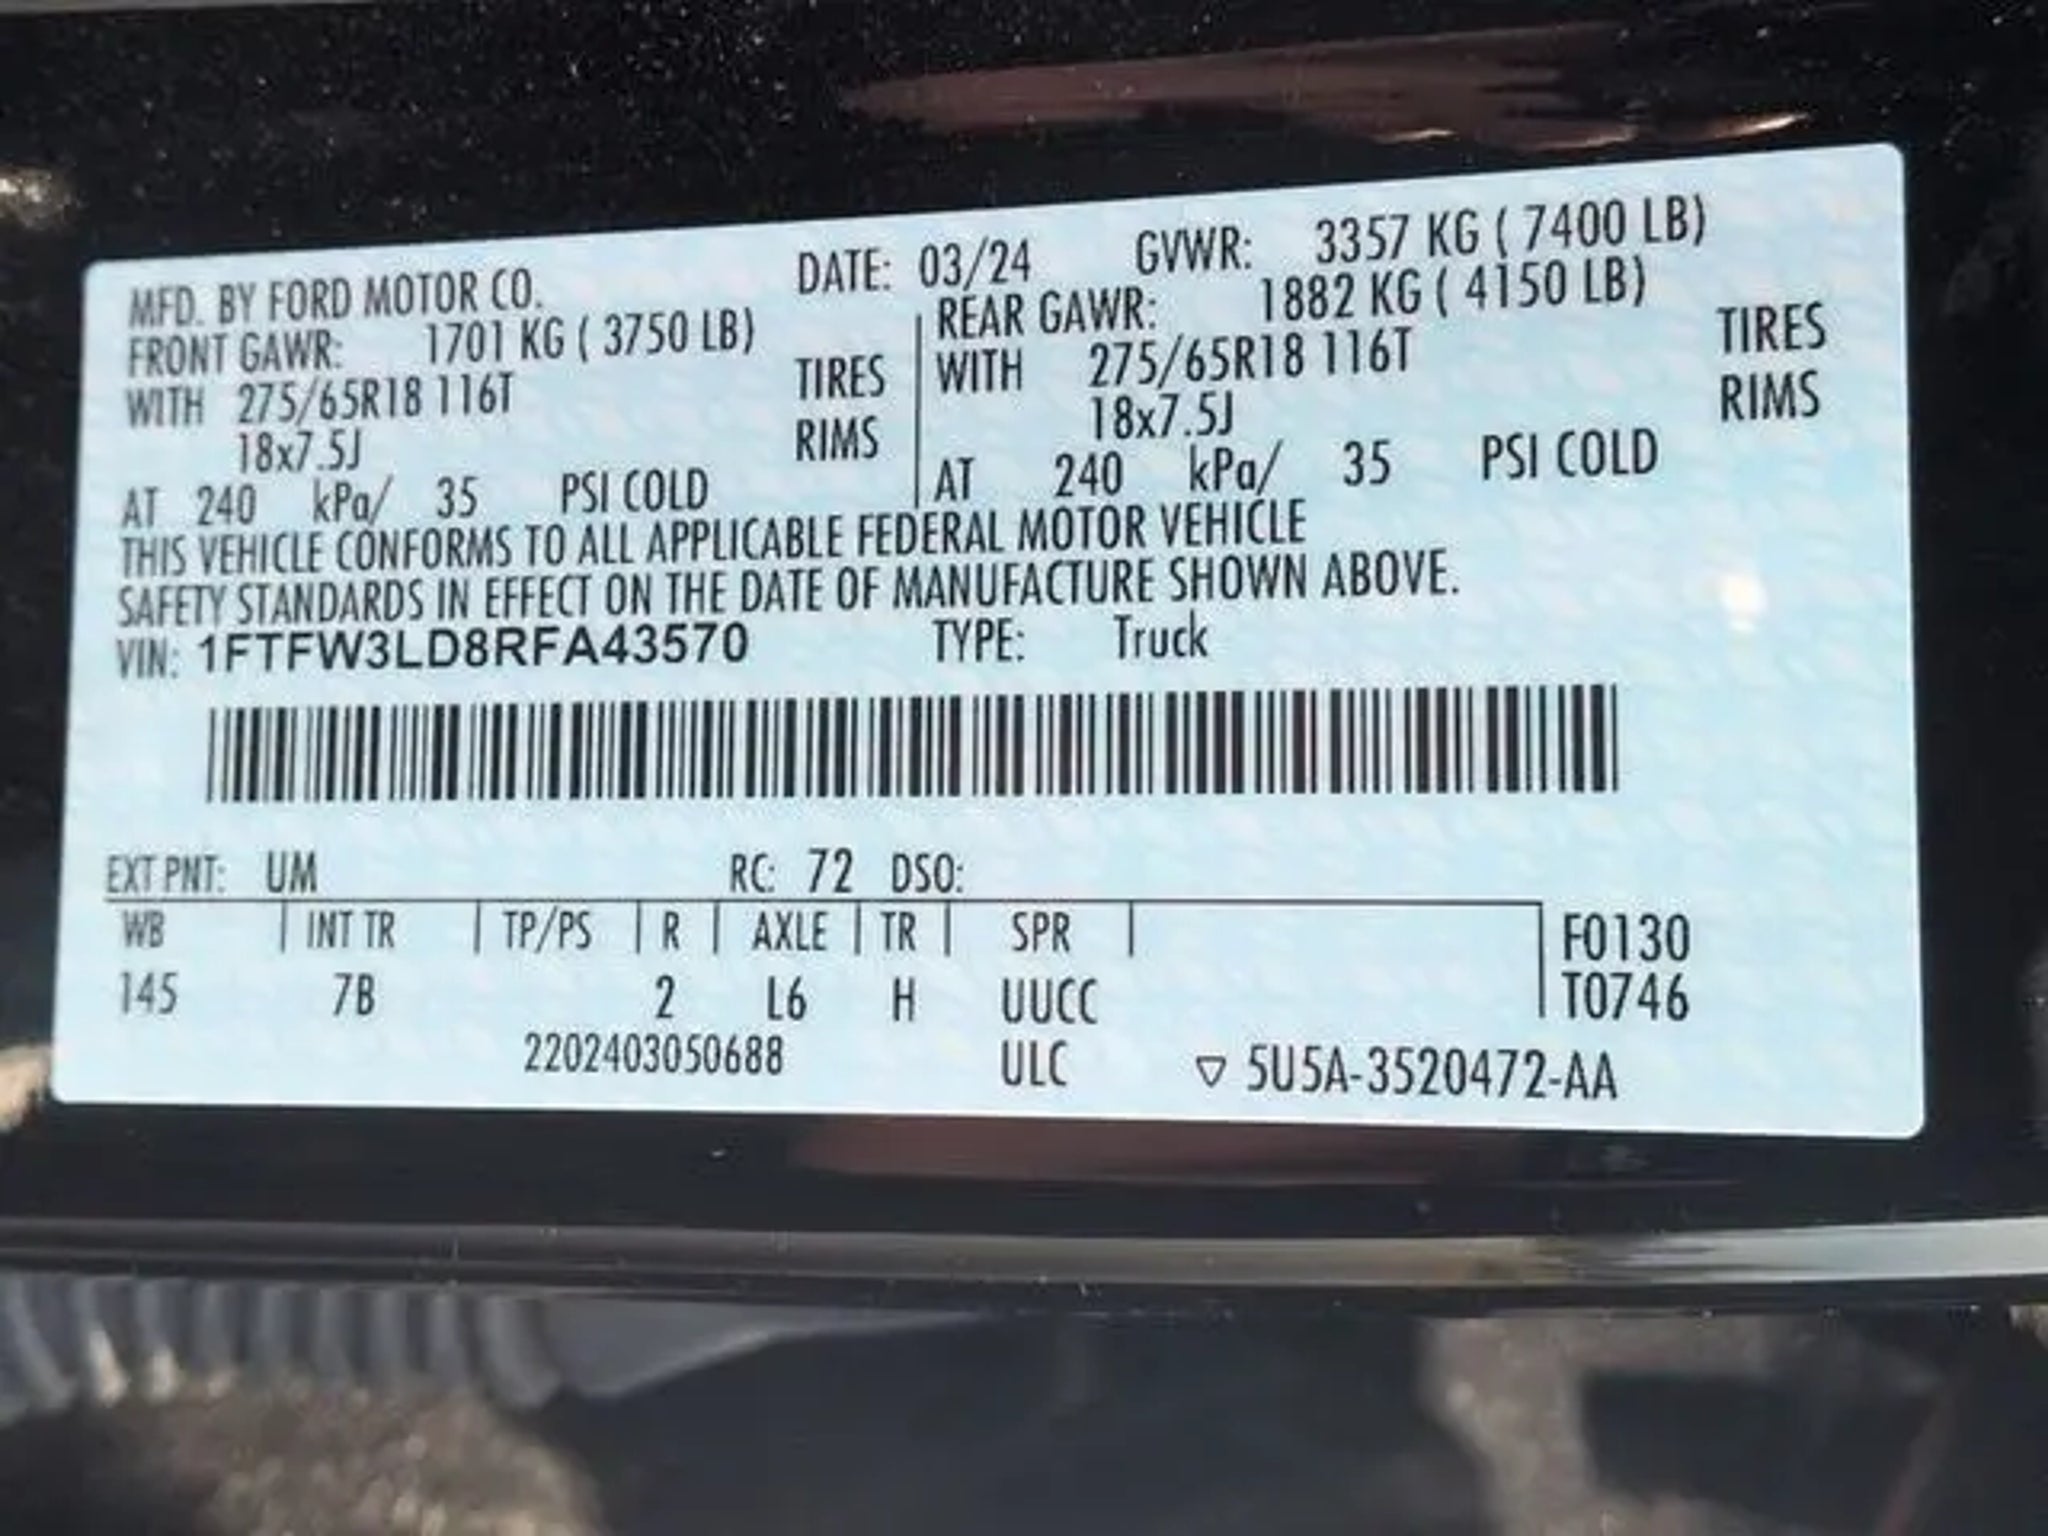 MFD. BY FORD MOTOR CO. DATE: 03/24 GVWR: 3357 KG ( 7400 LB)
FRONT GAWR: 1701 KG ( 3750 LB) REAR GAWR: 1882 KG ( 4150 LB)
WITH 275/65R18 116T TIRES WITH 275/65R18 116T TIRES
18x7.5J RIMS 18x7.5J RIMS
AT 240 kPa/ 35 PSI COLD AT 240 kPa/ 35 PSI COLD
THIS VEHICLE CONFORMS TO ALL APPLICABLE FEDERAL MOTOR VEHICLE
SAFETY STANDARDS IN EFFECT ON THE DATE OF MANUFACTURE SHOWN ABOVE.
VIN: 1FTFW3LD8RFA43570 TYPE: Truck
EXT PNT: UM RC: 72 DSO:
WB INT TR TP/PS R AXLE TR SPR F0130
145 7B 2 L6 H UUCC T0746
2202403050688 ULC ▽ 5U5A-3520472-AA